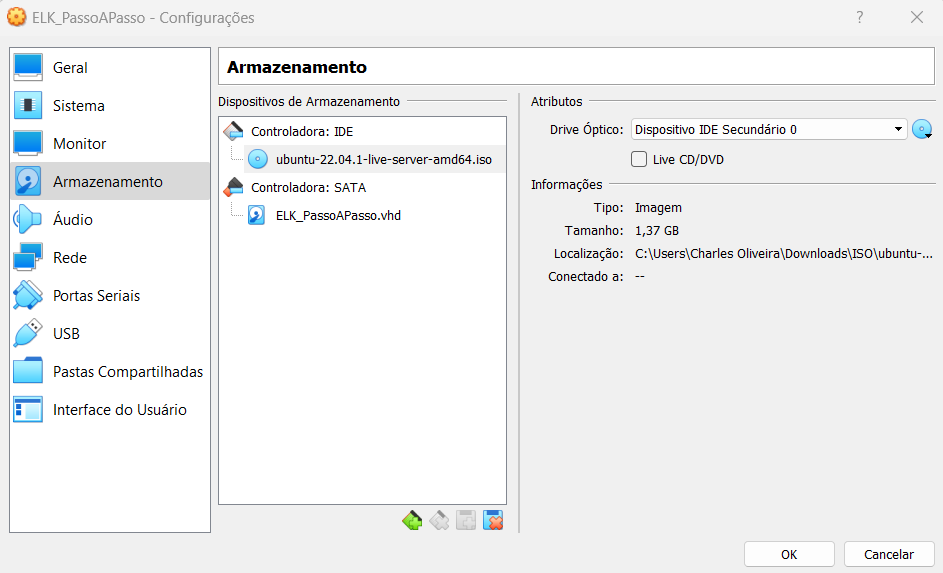 ELK_PassoAPasso - Configurações
?
Geral
Sistema
Monitor
Armazenamento
Áudio
Rede
Portas Seriais
USB
Pastas Compartilhadas
Interface do Usuário
Armazenamento
Dispositivos de Armazenamento
Controladora: IDE
ubuntu-22.04.1-live-server-amd64.iso
Controladora: SATA
ELK_PassoAPasso.vhd
Atributos
Drive Óptico: Dispositivo IDE Secundário 0
Live CD/DVD
Informações
Tipo: Imagem
Tamanho: 1,37 GB
Localização: C:\Users\Charles Oliveira\Downloads\ISO\ubuntu-...
Conectado a: --
OK
Cancelar